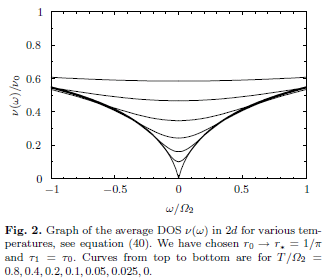 1
0.8
0.6
0.4
0.2
0
ν(ω)/ν₀
−1 −0.5 0 0.5 1
ω/Ω₂
Fig. 2. Graph of the average DOS ν(ω) in 2d for various tem-
peratures, see equation (40). We have chosen r₀ → r⋆ = 1/π
and τ₁ = τ₀. Curves from top to bottom are for T/Ω₂ =
0.8, 0.4, 0.2, 0.1, 0.05, 0.025, 0.